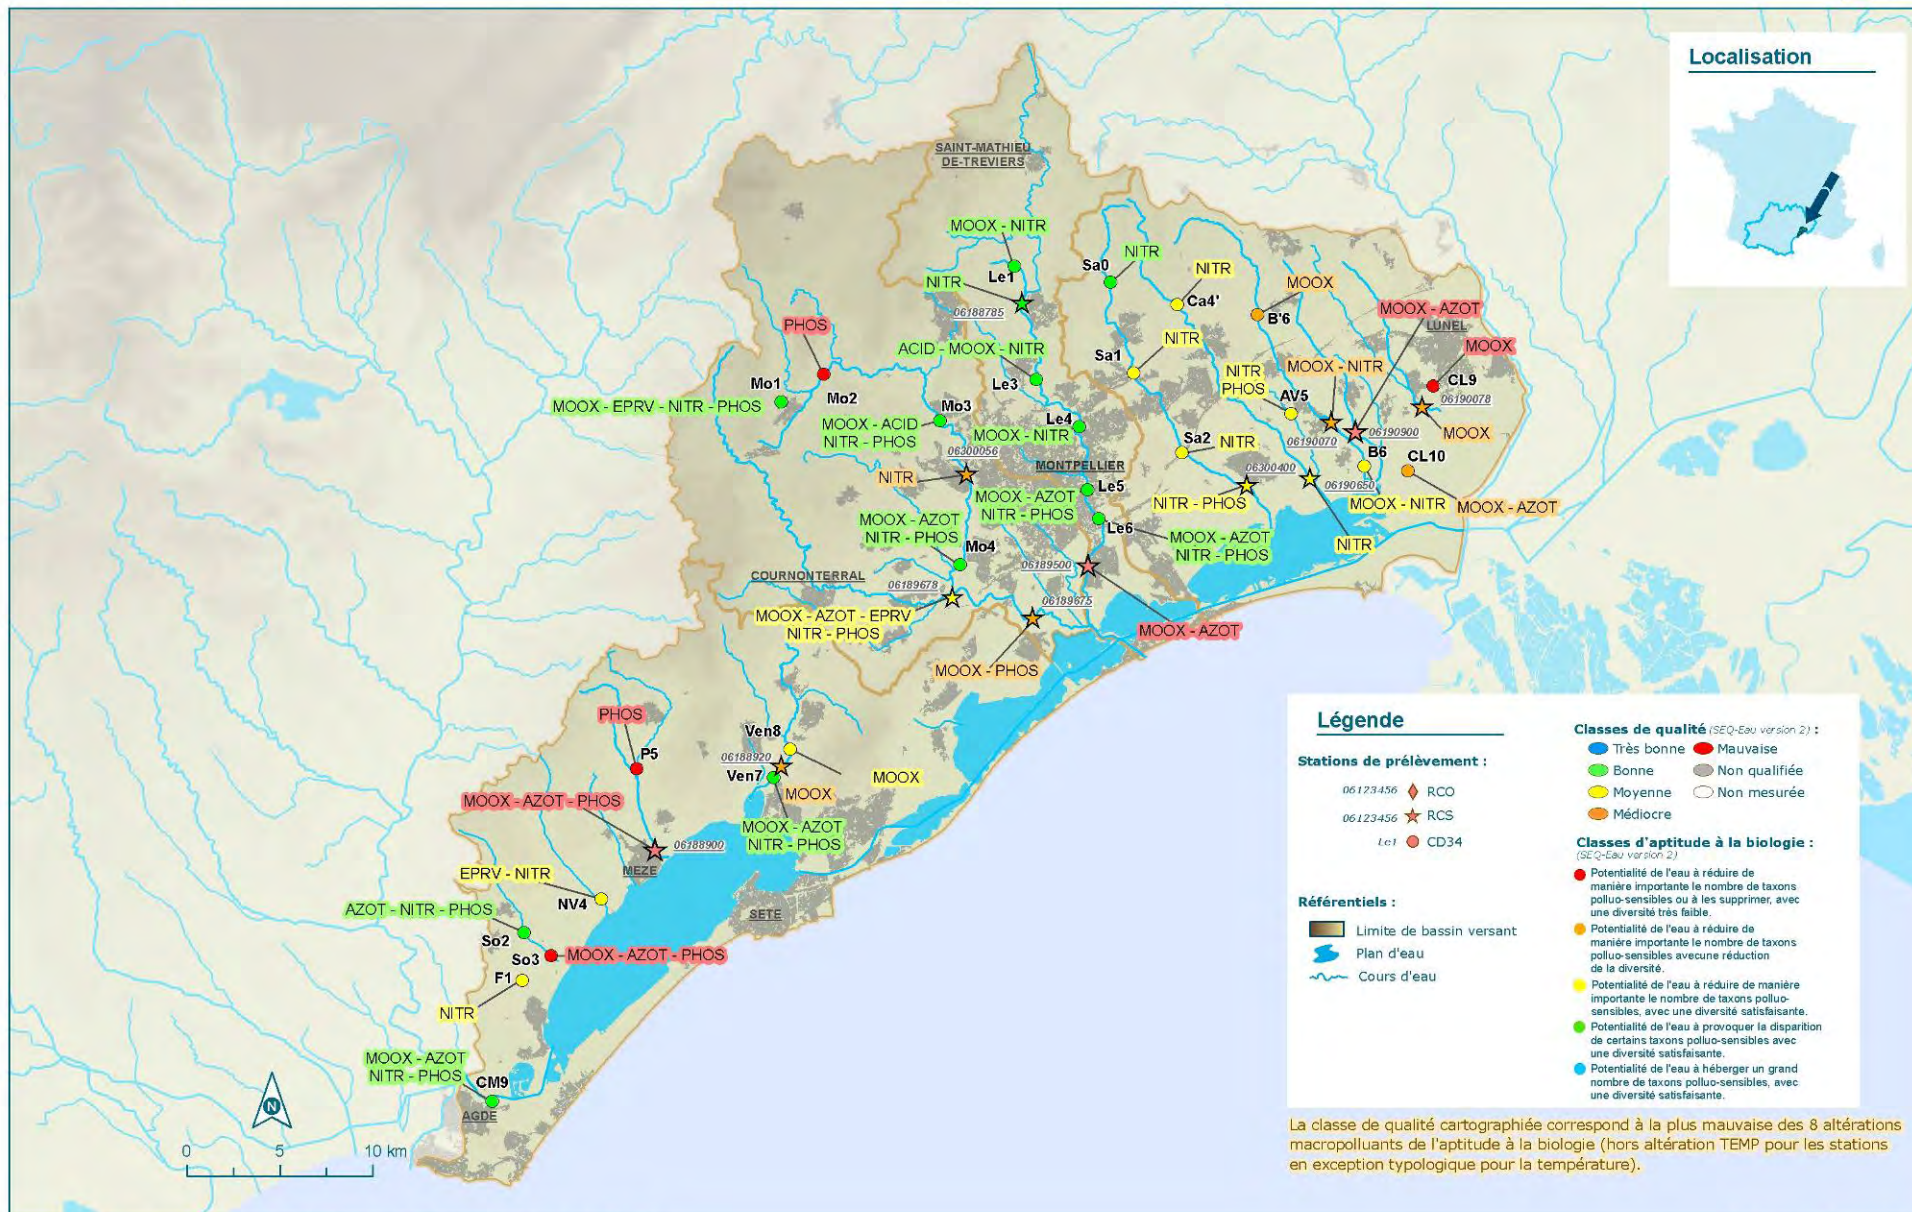 Localisation
SAINT-MATHIEU
DE-TREVIERS
MOOX - NITR
Le1
NITR
06188785
Sa0
NITR
NITR
Ca4'
MOOX
B'6
MOOX - AZOT
LUNEL
MOOX
CL9
06190078
MOOX
PHOS
Mo1
Mo2
MOOX - EPRV - NITR - PHOS
ACID - MOOX - NITR
Le3
Sa1
NITR
NITR
PHOS
AV5
MOOX - NITR
06190070
06190900
Mo3
MOOX - ACID
NITR - PHOS
06300056
NITR
Le4
MOOX - NITR
MONTPELLIER
Sa2
NITR
06300400
B6
CL10
06190650
MOOX - NITR
MOOX - AZOT
NITR
Le5
MOOX - AZOT
NITR - PHOS
NITR - PHOS
Le6
MOOX - AZOT
NITR - PHOS
MOOX - AZOT
NITR - PHOS
Mo4
06189500
COURNONTERRAL
06189678
06189675
MOOX - AZOT - EPRV
NITR - PHOS
MOOX - AZOT
MOOX - PHOS
PHOS
P5
Ven8
06188920
Ven7
MOOX
MOOX
MOOX - AZOT - PHOS
MOOX - AZOT
NITR - PHOS
06188900
MEZE
EPRV - NITR
NV4
AZOT - NITR - PHOS
So2
SETE
So3
MOOX - AZOT - PHOS
F1
NITR
MOOX - AZOT
NITR - PHOS
CM9
AGDE
N
0
5
10 km
Légende
Stations de prélèvement :
06123456 RCO
06123456 RCS
Le1 CD34
Référentiels :
Limite de bassin versant
Plan d'eau
Cours d'eau
Classes de qualité (SEQ-Eau version 2) :
Très bonne
Mauvaise
Bonne
Non qualifiée
Moyenne
Non mesurée
Médiocre
Classes d'aptitude à la biologie :
(SEQ-Eau version 2)
Potentialité de l'eau à réduire de
manière importante le nombre de taxons
polluo-sensibles ou à les supprimer, avec
une diversité très faible.
Potentialité de l'eau à réduire de
manière importante le nombre de taxons
polluo-sensibles avecune réduction
de la diversité.
Potentialité de l'eau à réduire de manière
importante le nombre de taxons polluo-
sensibles, avec une diversité satisfaisante.
Potentialité de l'eau à provoquer la disparition
de certains taxons polluo-sensibles avec
une diversité satisfaisante.
Potentialité de l'eau à héberger un grand
nombre de taxons polluo-sensibles, avec
une diversité satisfaisante.
La classe de qualité cartographiée correspond à la plus mauvaise des 8 altérations
macropolluants de l'aptitude à la biologie (hors altération TEMP pour les stations
en exception typologique pour la température).